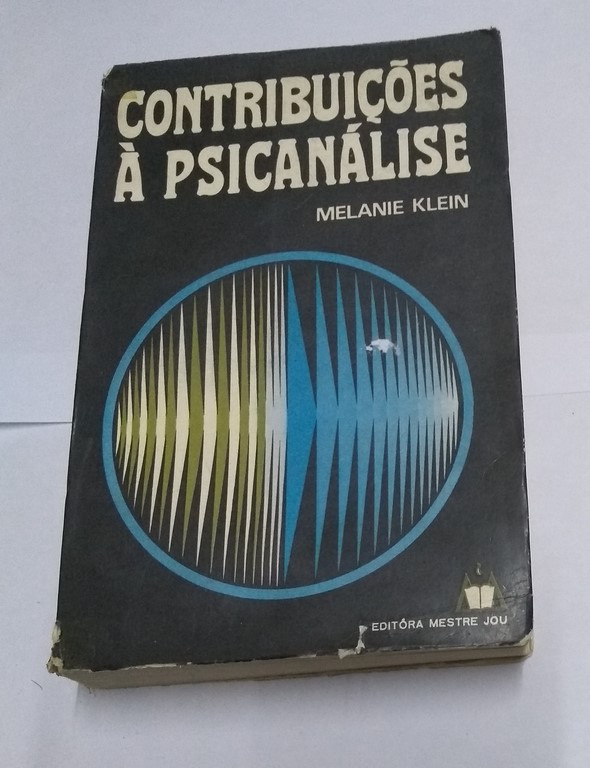 CONTRIBUIÇÕES
À PSICANÁLISE
MELANIE KLEIN
EDITÔRA MESTRE JOU